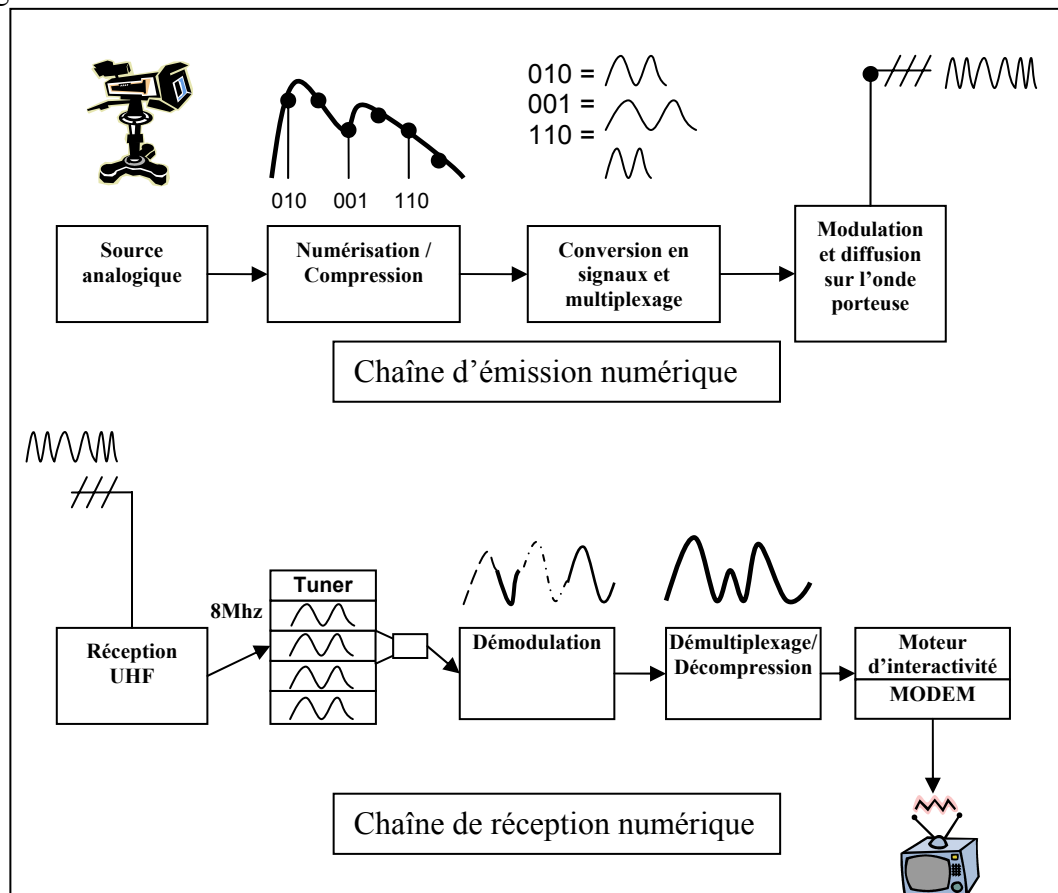 010 001 110
010 =
001 =
110 =
Source
analogique
Numérisation /
Compression
Conversion en
signaux et
multiplexage
Modulation
et diffusion
sur l'onde
porteuse
Chaîne d'émission numérique
8Mhz
Réception
UHF
Tuner
Démodulation
Démultiplexage/
Décompression
Moteur
d'interactivité
MODEM
Chaîne de réception numérique